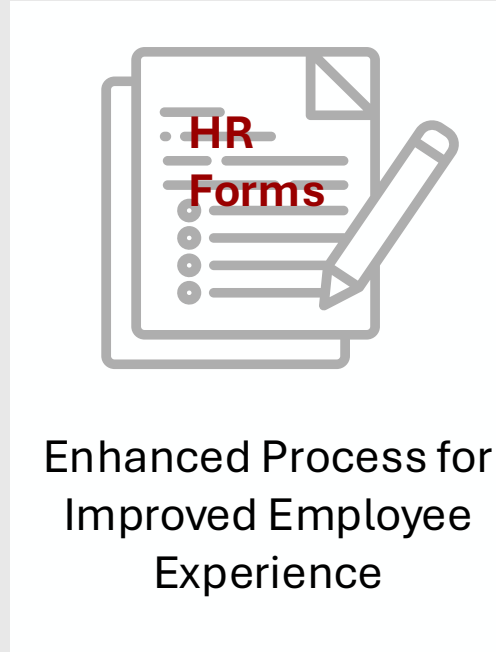 HR
Forms
Enhanced Process for
Improved Employee
Experience